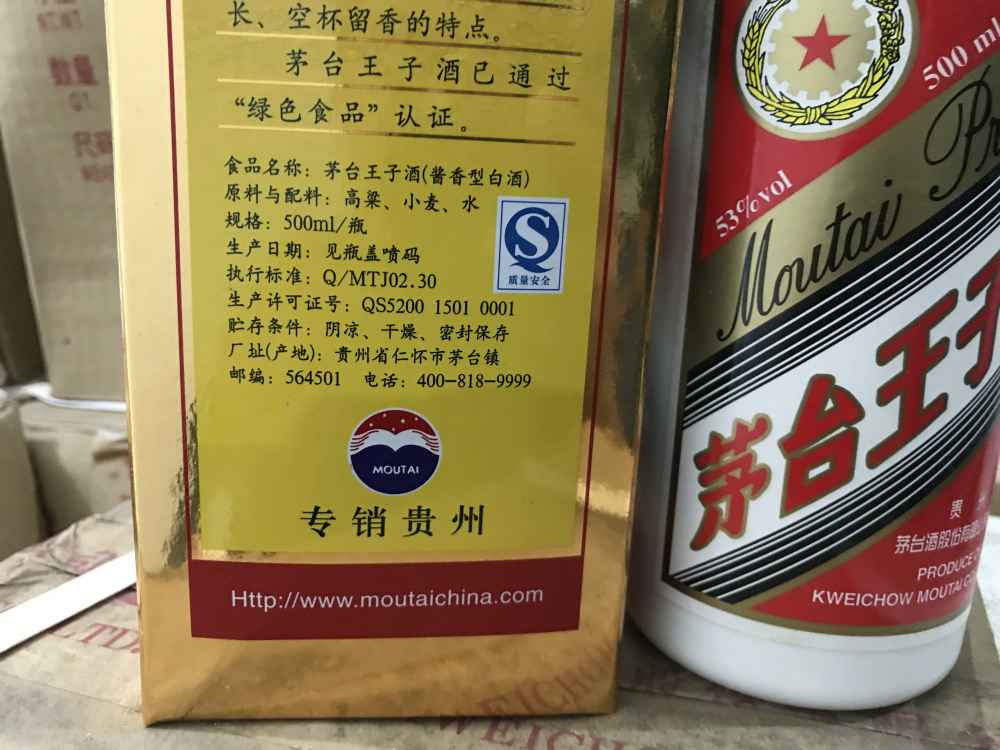 长、空杯留香的特点。
茅台王子酒已通过
“绿色食品”认证。
食品名称：茅台王子酒(酱香型白酒)
原料与配料：高粱、小麦、水
规格：500ml/瓶
生产日期：见瓶盖喷码
执行标准：Q/MTJ02.30
生产许可证号：QS5200 1501 0001
贮存条件：阴凉、干燥、密封保存
厂址(产地)：贵州省仁怀市茅台镇
邮编：564501 电话：400-818-9999
S
质量安全
MOUTAI
专销贵州
Http://www.moutaichina.com
500 ml
53%vol
Moutai Pr
茅台王子
贵
茅台酒股份有限
PRODUCE
KWEICHOW MOUTAI
数量
LTD
WEICHO